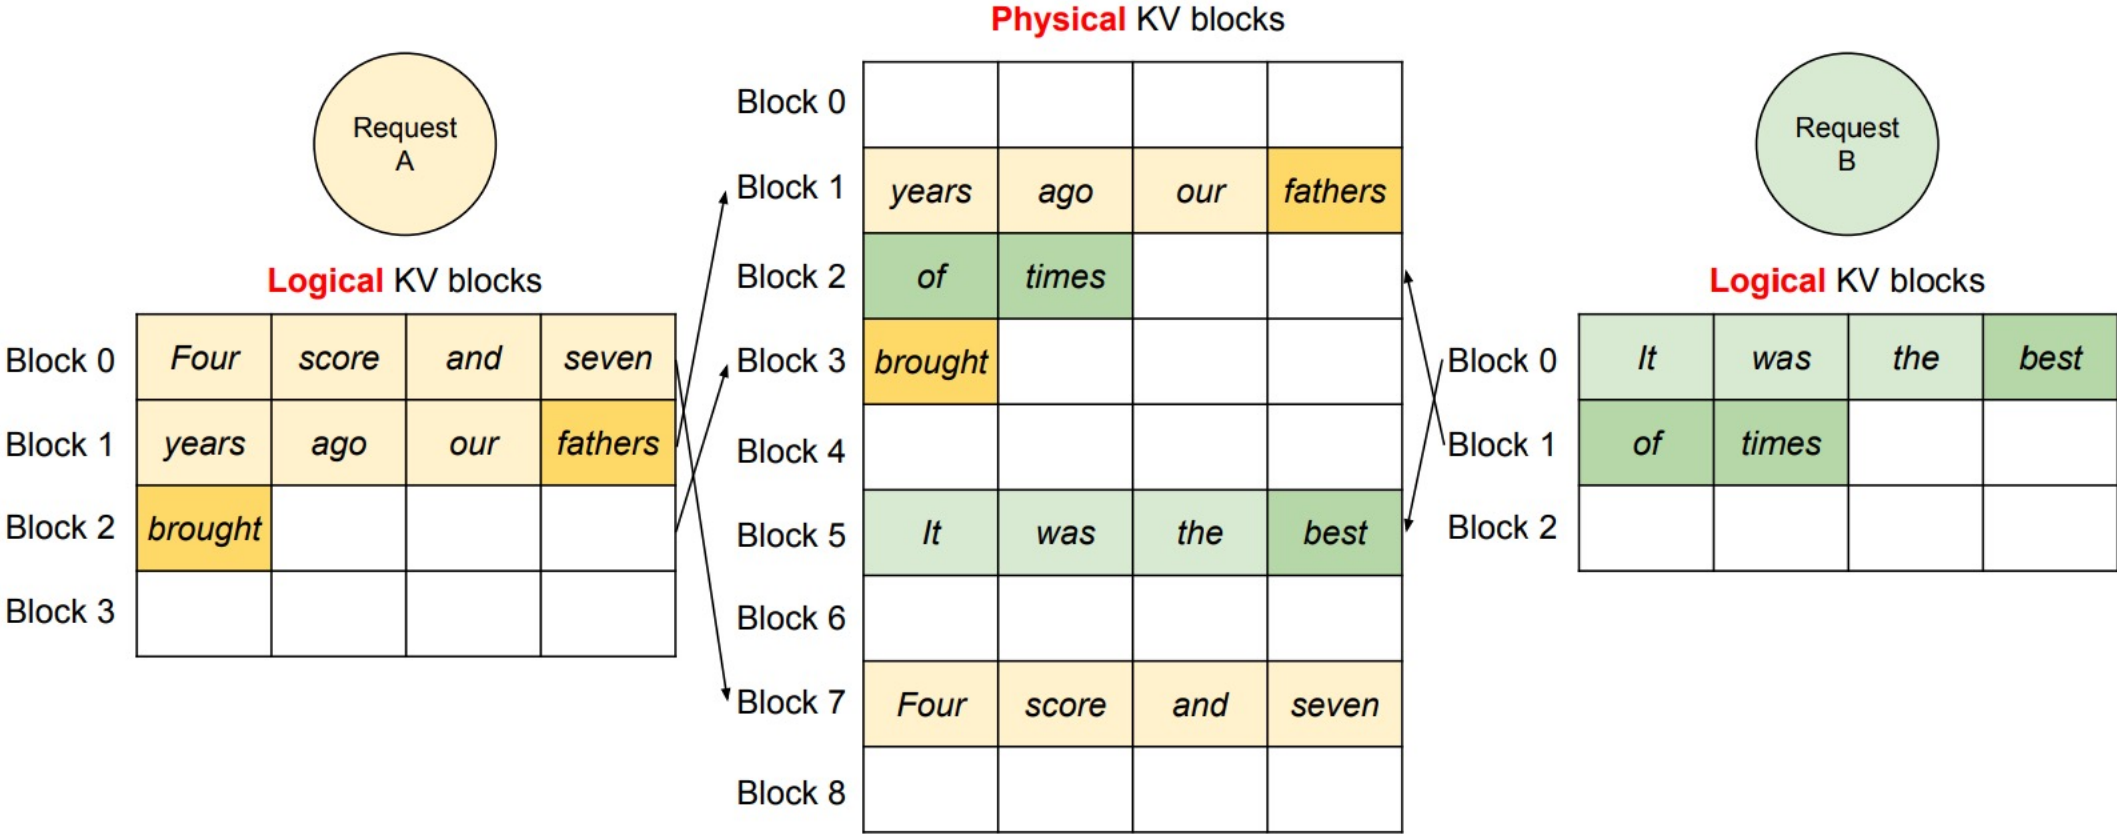 Physical KV blocks
Request
A
Logical KV blocks
Block 0 Four score and seven
Block 1 years ago our fathers
Block 2 brought
Block 3
Block 0
Block 1 years ago our fathers
Block 2 of times
Block 3 brought
Block 4
Block 5 It was the best
Block 6
Block 7 Four score and seven
Block 8
Request
B
Logical KV blocks
Block 0 It was the best
Block 1 of times
Block 2